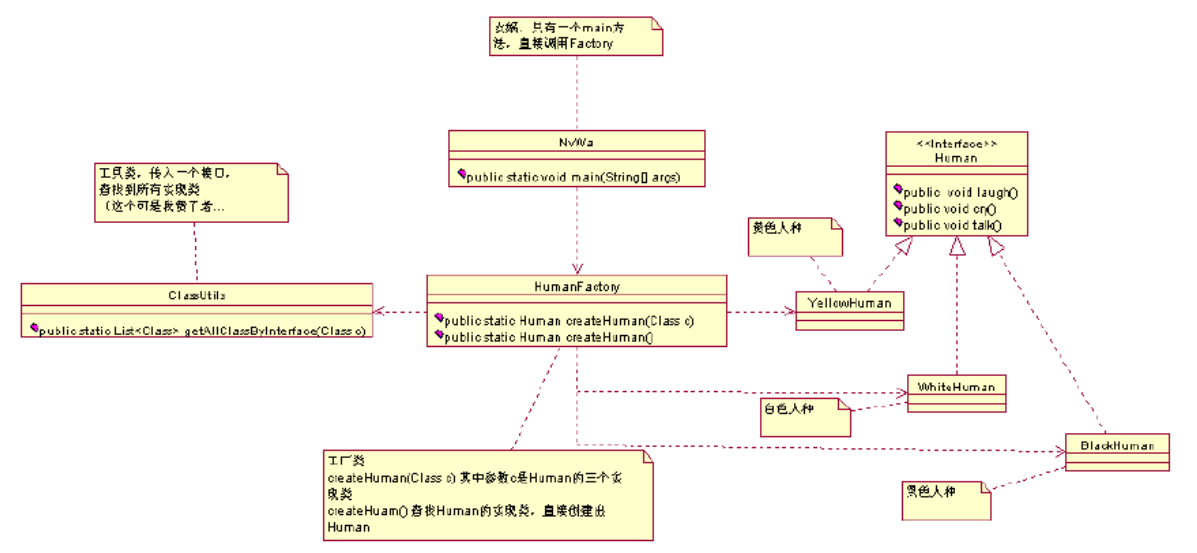 女娲，只有一个main方
法，直接调用Factory
NvWa
public static void main(String[] args)
<<Interface>>
Human
public void laugh()
public void cry()
public void talk()
工具类，传入一个接口，
查找到所有实现类
（这个可是我费了老...
黄色人种
ClassUtils
public static List<Class> getAllClassByInterface(Class c)
HumanFactory
public static Human createHuman(Class c)
public static Human createHuman()
YellowHuman
WhiteHuman
白色人种
BlackHuman
工厂类
createHuman(Class c) 其中参数c是Human的三个实
现类
createHuam() 查找Human的实现类，直接创建出
Human
黑色人种